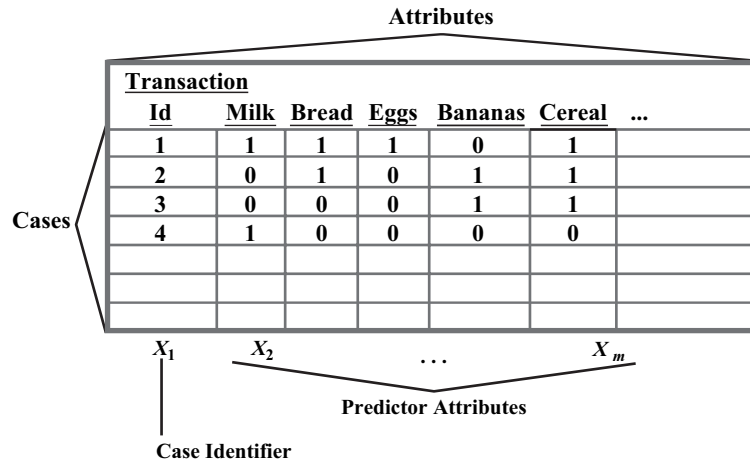 Attributes
Transaction
Id Milk Bread Eggs Bananas Cereal ...
1 1 1 1 0 1
2 0 1 0 1 1
Cases
3 0 0 0 1 1
4 1 0 0 0 0
X1 X2 ... Xm
Predictor Attributes
Case Identifier